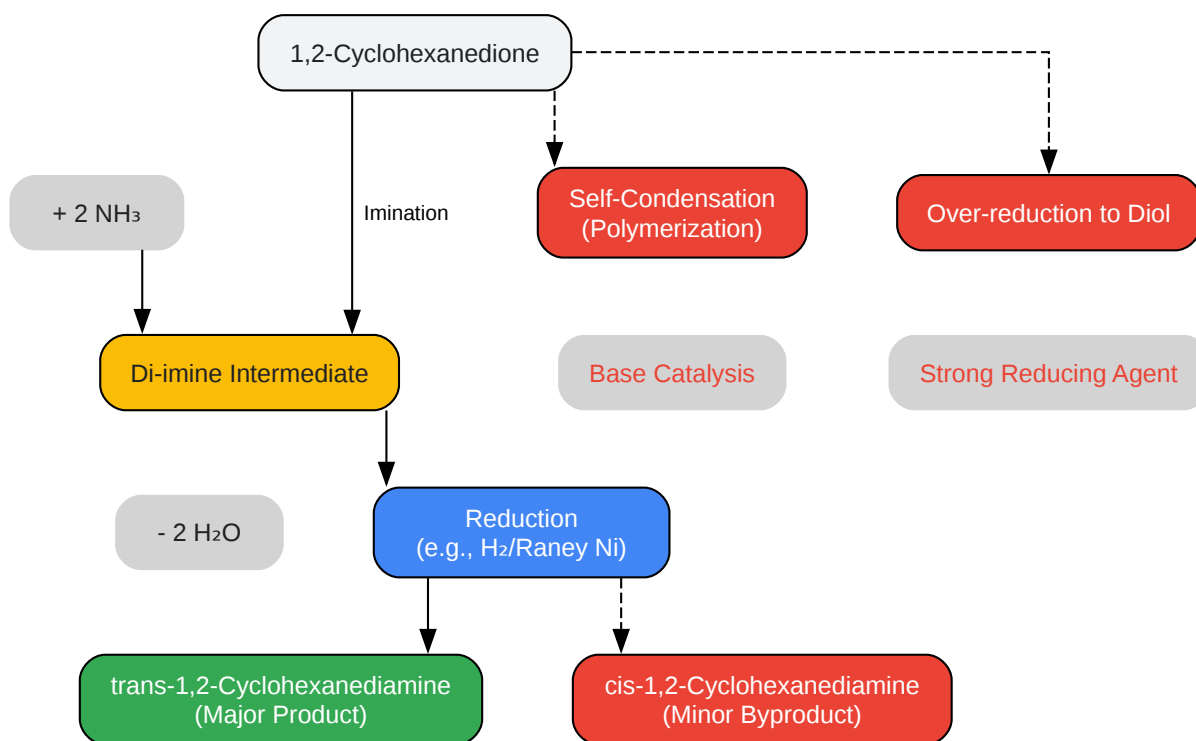 1,2-Cyclohexanedione
+ 2 NH₃
Imination
Self-Condensation
(Polymerization)
Over-reduction to Diol
Di-imine Intermediate
Base Catalysis
Strong Reducing Agent
- 2 H₂O
Reduction
(e.g., H₂/Raney Ni)
trans-1,2-Cyclohexanediamine
(Major Product)
cis-1,2-Cyclohexanediamine
(Minor Byproduct)